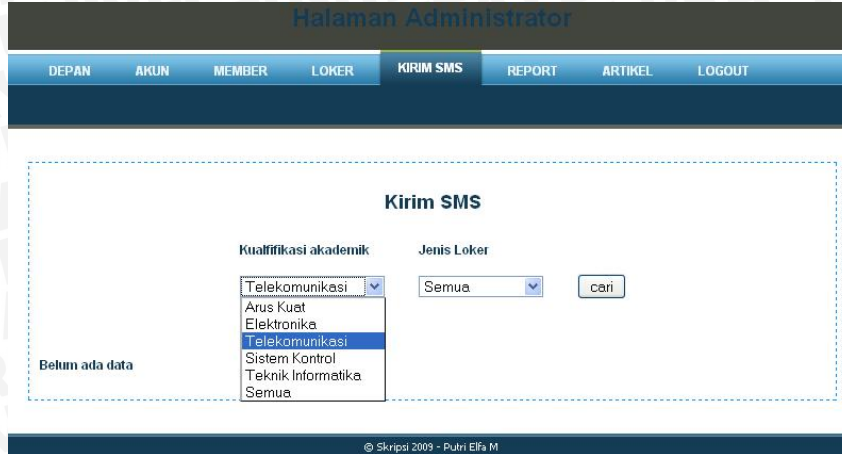 Halaman Administrator
DEPAN AKUN MEMBER LOKER KIRIM SMS REPORT ARTIKEL LOGOUT
Kirim SMS
Kualfifikasi akademik Jenis Loker
Telekomunikasi Semua cari
Arus Kuat
Elektronika
Telekomunikasi
Sistem Kontrol
Teknik Informatika
Semua
Belum ada data
© Skripsi 2009 - Putri Elfa M